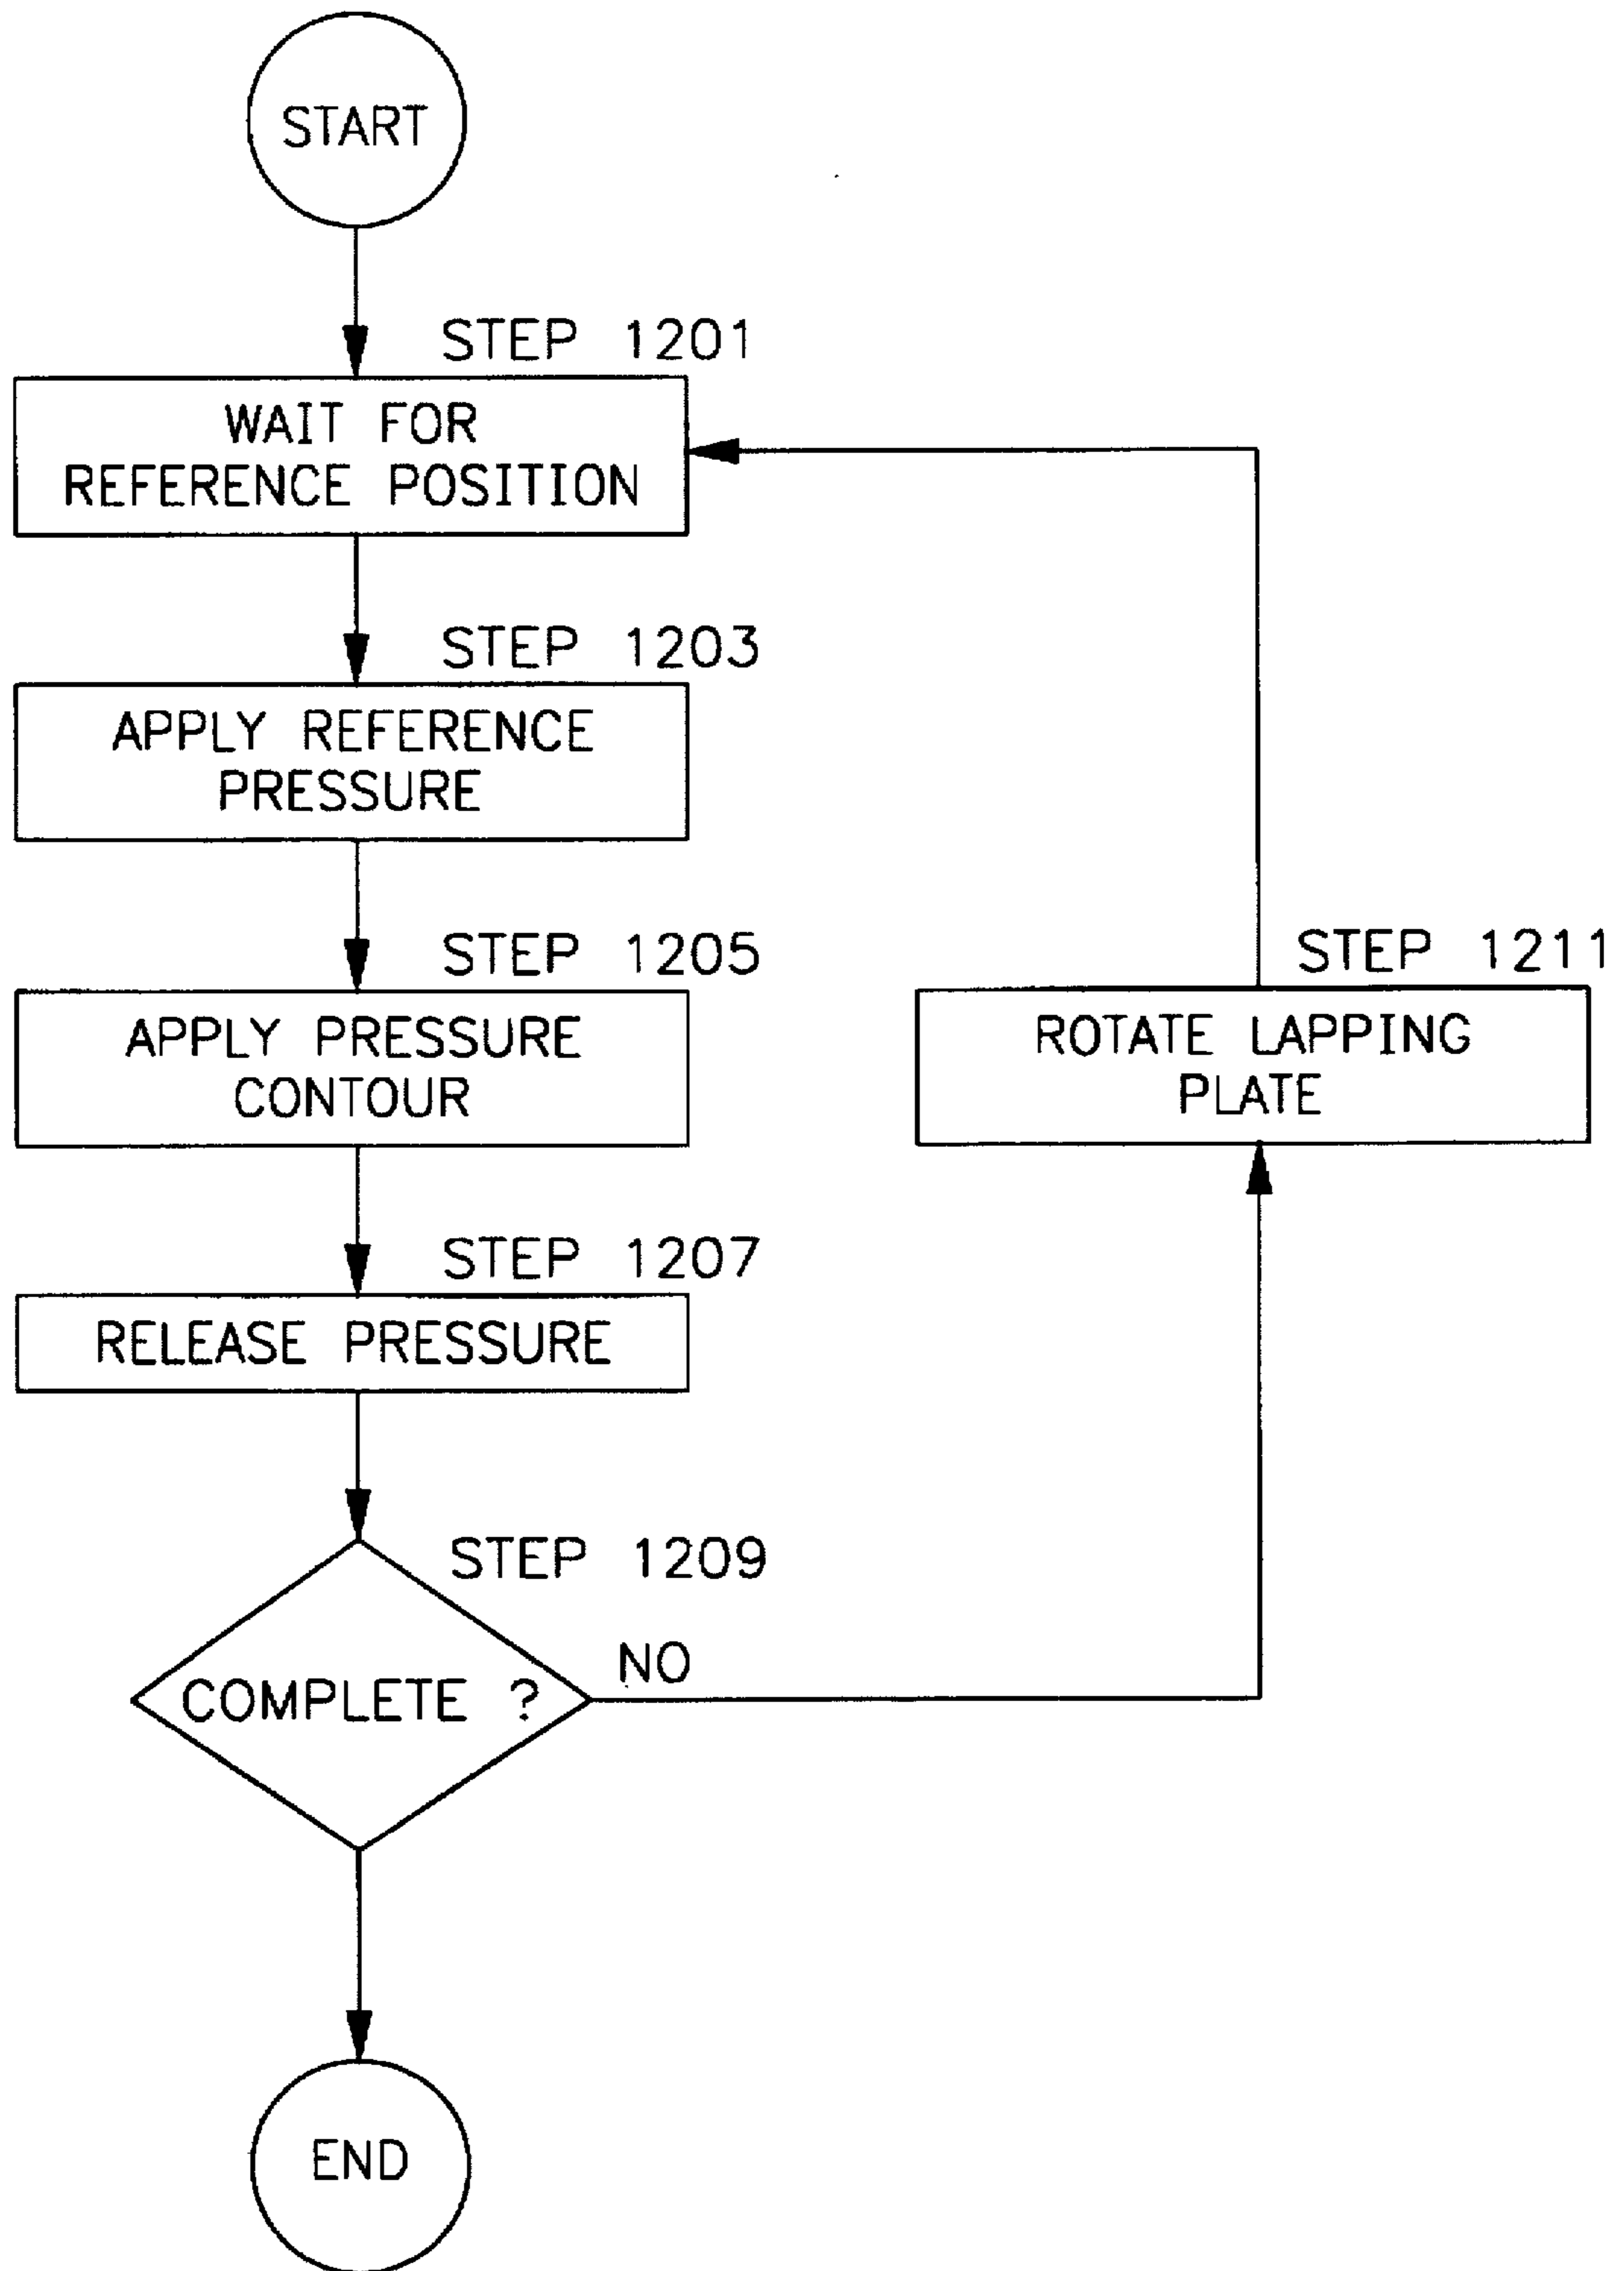 START
STEP 1201
WAIT FOR
REFERENCE POSITION
STEP 1203
APPLY REFERENCE
PRESSURE
STEP 1205
APPLY PRESSURE
CONTOUR
STEP 1211
ROTATE LAPPING
PLATE
STEP 1207
RELEASE PRESSURE
STEP 1209
COMPLETE ?
NO
END